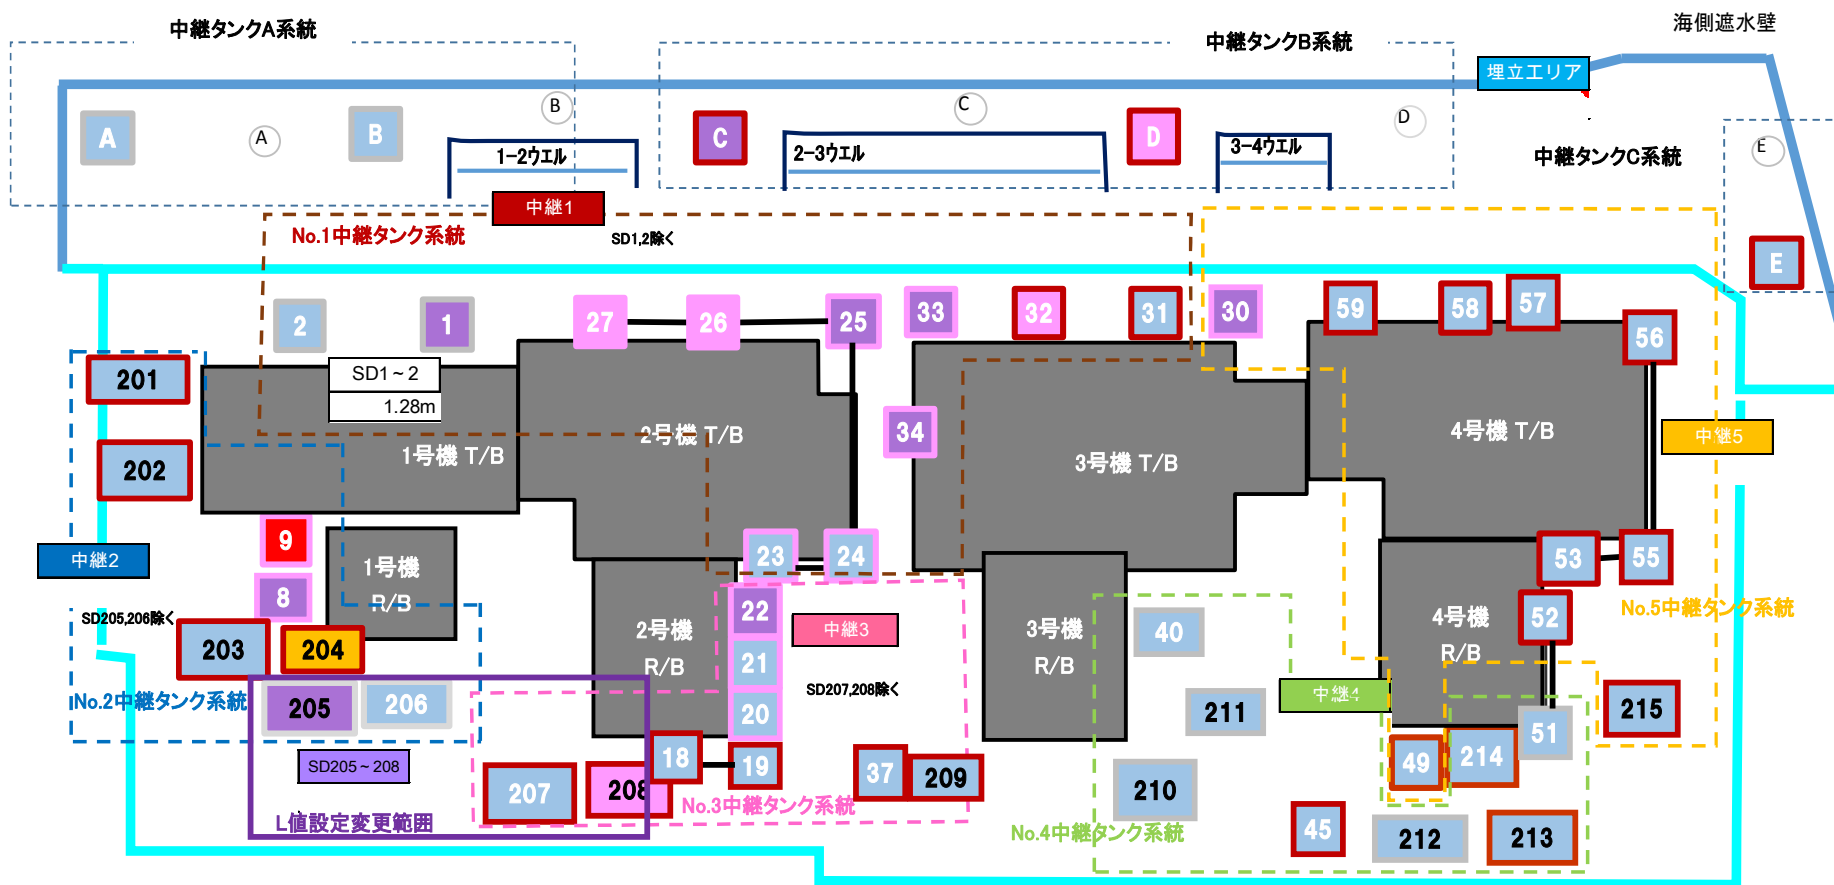 海側遮水壁
中継タンクA系統
中継タンクB系統
埋立エリア
A
A
B
B
C
C
D
D
中継タンクC系統
E
E
1-2ウエル
2-3ウエル
3-4ウエル
中継1
No.1中継タンク系統
SD1,2除く
2
1
27
26
25
33
32
31
30
59
58
57
56
201
SD1~2
1.28m
202
1号機 T/B
2号機 T/B
34
3号機 T/B
4号機 T/B
中継5
中継2
9
8
1号機
R/B
23
24
53
55
SD205,206除く
203
204
2号機
R/B
22
21
20
中継3
SD207,208除く
3号機
R/B
40
4号機
R/B
52
No.5中継タンク系統
No.2中継タンク系統
205
206
211
中継4
215
SD205~208
207
208
18
19
37
209
210
49
214
51
L値設定変更範囲
No.3中継タンク系統
No.4中継タンク系統
45
212
213